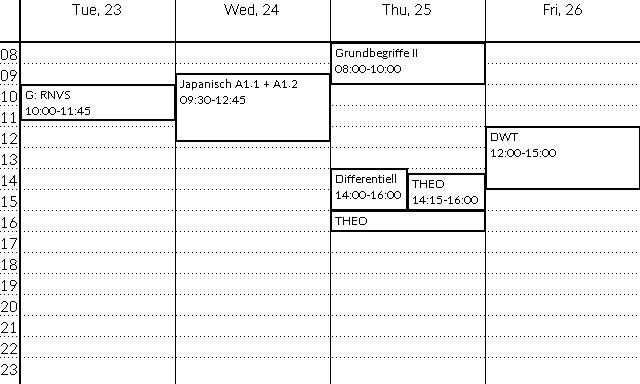 Tue, 23
Wed, 24
Thu, 25
Fri, 26
08
09
10
11
12
13
14
15
16
17
18
19
20
21
22
23
G: RNVS
10:00-11:45
Japanisch A1.1 + A1.2
09:30-12:45
Grundbegriffe II
08:00-10:00
Differentiell
14:00-16:00
THEO
14:15-16:00
THEO
DWT
12:00-15:00